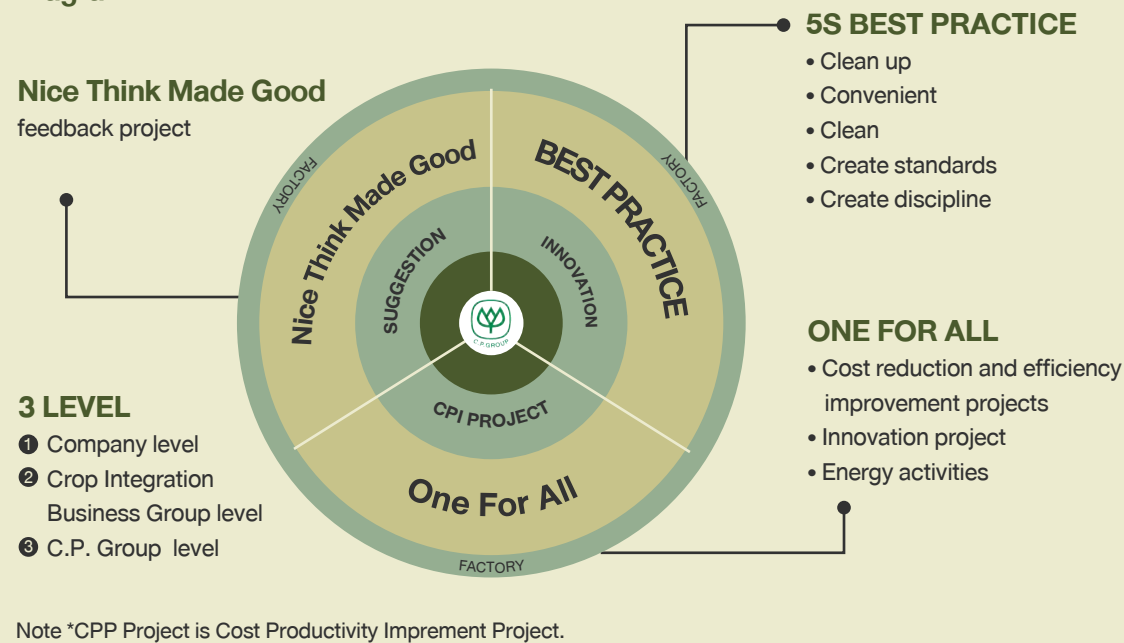 5S BEST PRACTICE
• Clean up
• Convenient
• Clean
• Create standards
• Create discipline
Nice Think Made Good
feedback project
FACTORY
FACTORY
Nice Think Made Good
BEST PRACTICE
SUGGESTION
INNOVATION
C.P.GROUP
CPI PROJECT
One For All
FACTORY
ONE FOR ALL
• Cost reduction and efficiency
improvement projects
• Innovation project
• Energy activities
3 LEVEL
1 Company level
2 Crop Integration
Business Group level
3 C.P. Group level
Note *CPP Project is Cost Productivity Imprement Project.